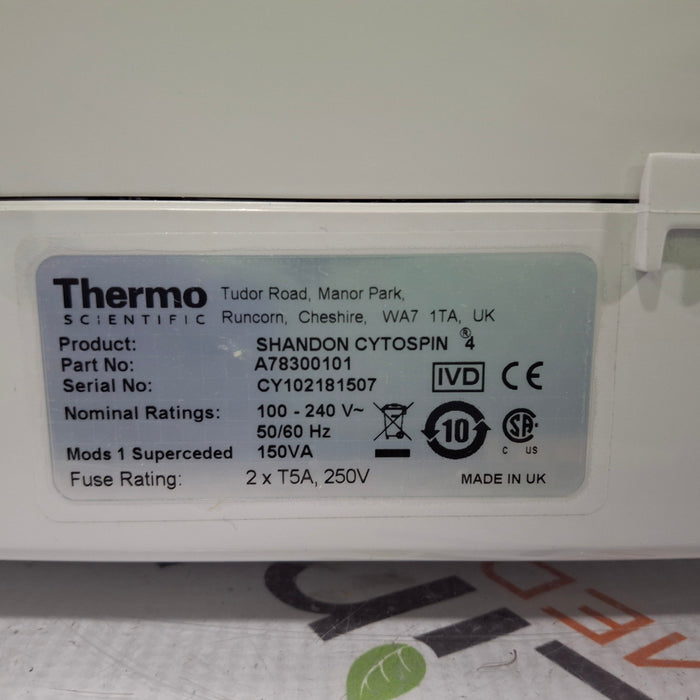 Thermo
SCIENTIFIC
Tudor Road, Manor Park,
Runcorn, Cheshire, WA7 1TA, UK
Product: SHANDON CYTOSPIN ® 4
Part No: A78300101
Serial No: CY102181507
IVD CE
Nominal Ratings: 100 - 240 V~
50/60 Hz
10
SA
C US
Mods 1 Superceded 150VA
Fuse Rating: 2 x T5A, 250V
MADE IN UK